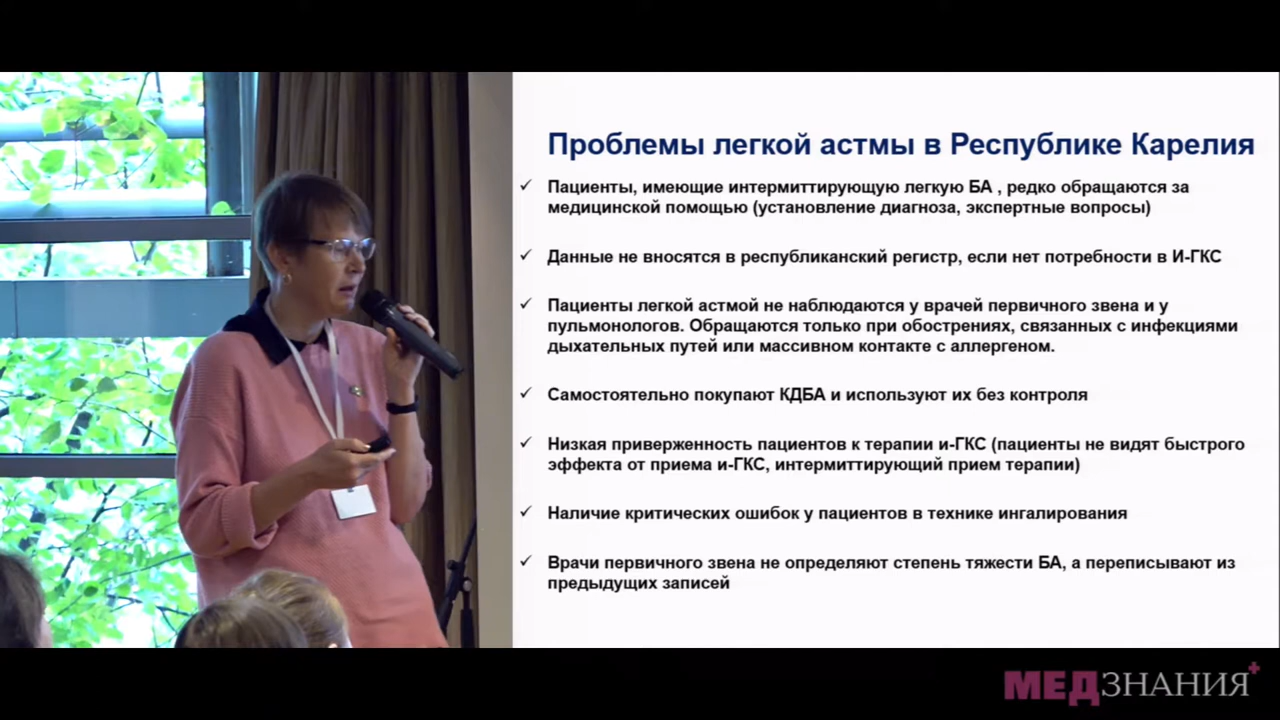 Проблемы легкой астмы в Республике Карелия
Пациенты, имеющие интермиттирующую легкую БА , редко обращаются за
медицинской помощью (установление диагноза, экспертные вопросы)
Данные не вносятся в республиканский регистр, если нет потребности в И-ГКС
Пациенты легкой астмой не наблюдаются у врачей первичного звена и у
пульмонологов. Обращаются только при обострениях, связанных с инфекциями
дыхательных путей или массивном контакте с аллергеном.
Самостоятельно покупают КДБА и используют их без контроля
Низкая приверженность пациентов к терапии и-ГКС (пациенты не видят быстрого
эффекта от приема и-ГКС, интермиттирующий прием терапии)
Наличие критических ошибок у пациентов в технике ингалирования
Врачи первичного звена не определяют степень тяжести БА, а переписывают из
предыдущих записей
МЕДЗНАНИЯ+